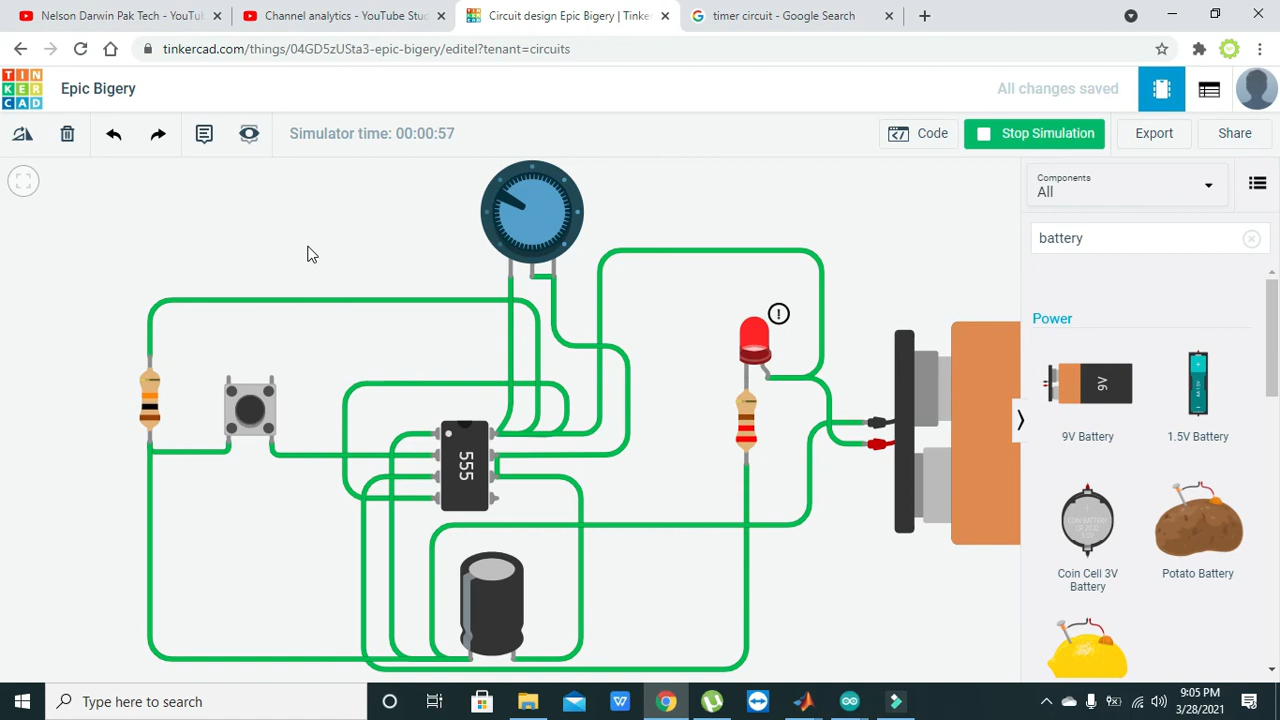 Nelson Darwin Pak Tech - YouTu
Channel analytics - YouTube Stu
Circuit design Epic Bigery | Tinker
timer circuit - Google Search
tinkercad.com/things/04GD5zUSta3-epic-bigery/editel?tenant=circuits
TIN
KER
CAD
Epic Bigery
All changes saved
Simulator time: 00:00:57
Code
Stop Simulation
Export
Share
Components
All
battery
Power
9V
9V Battery
1.5V Battery
555
!
Coin Cell 3V
Battery
Potato Battery
Type here to search
9:05 PM
3/28/2021